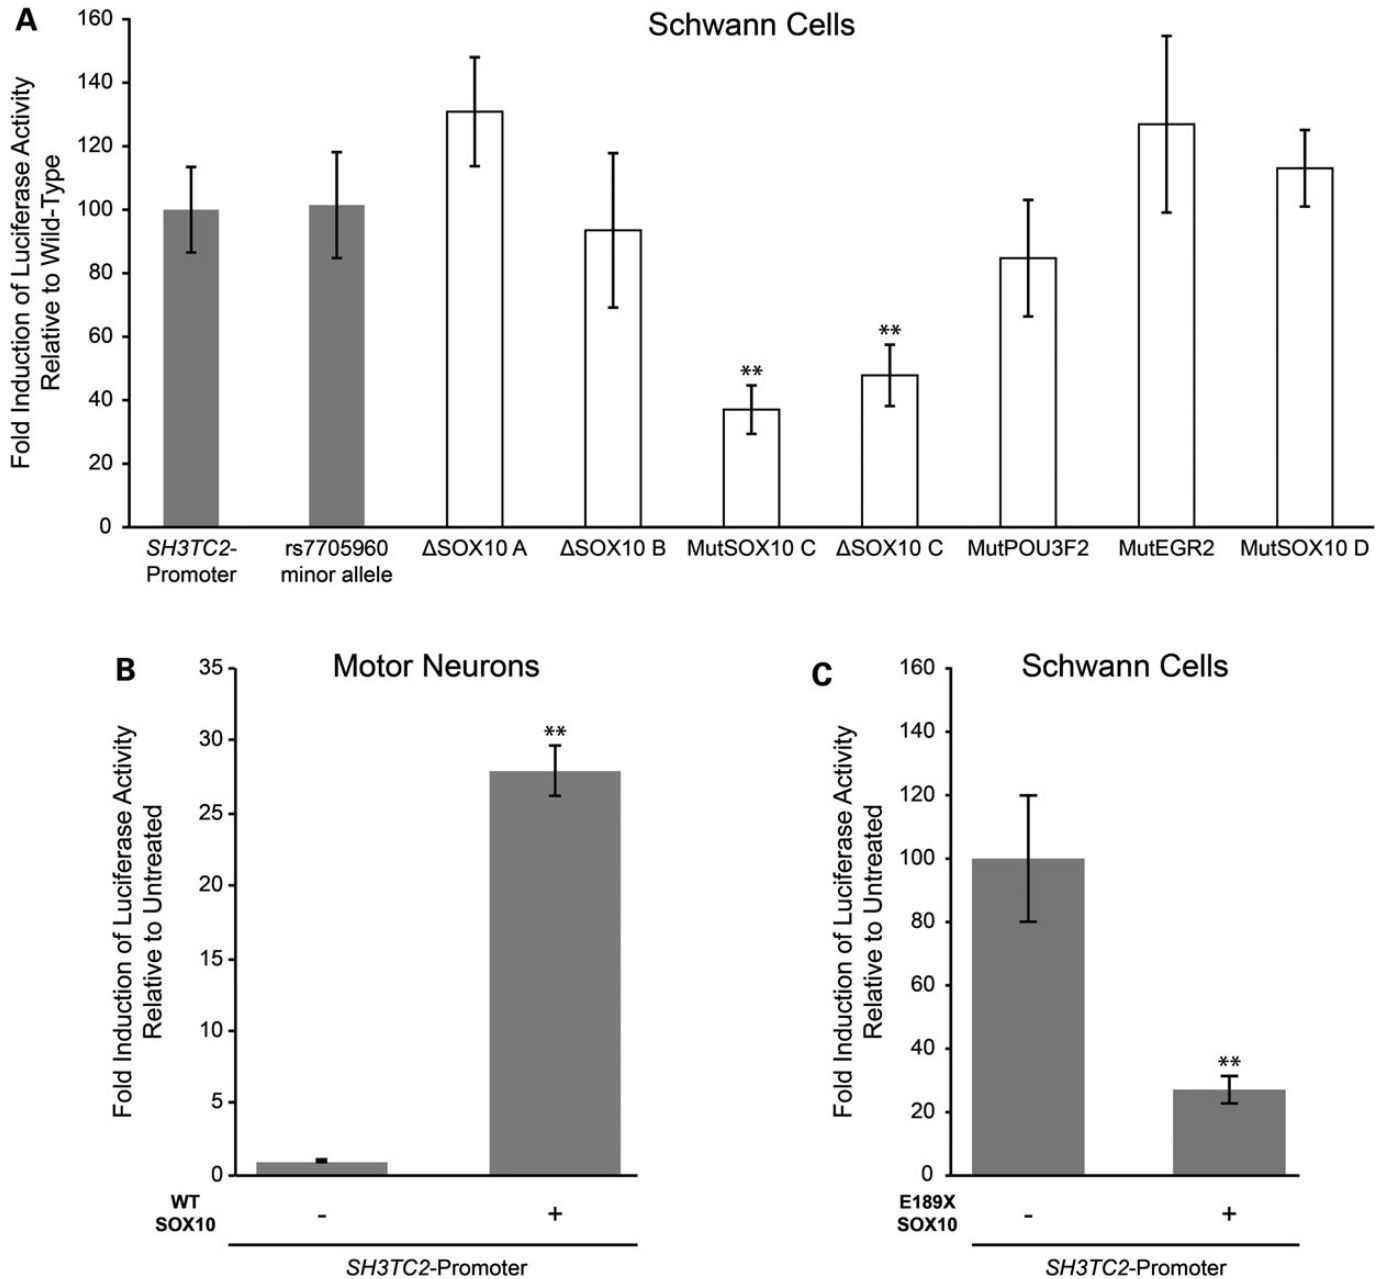 A
Schwann Cells
Fold Induction of Luciferase Activity
Relative to Wild-Type
160
140
120
100
80
60
40
20
0
**
**
SH3TC2-
Promoter
rs7705960
minor allele
ΔSOX10 A
ΔSOX10 B
MutSOX10 C
ΔSOX10 C
MutPOU3F2
MutEGR2
MutSOX10 D
B
Motor Neurons
Fold Induction of Luciferase Activity
Relative to Untreated
35
30
25
20
15
10
5
0
**
WT
SOX10
-
+
SH3TC2-Promoter
C
Schwann Cells
Fold Induction of Luciferase Activity
Relative to Untreated
160
140
120
100
80
60
40
20
0
**
E189X
SOX10
-
+
SH3TC2-Promoter